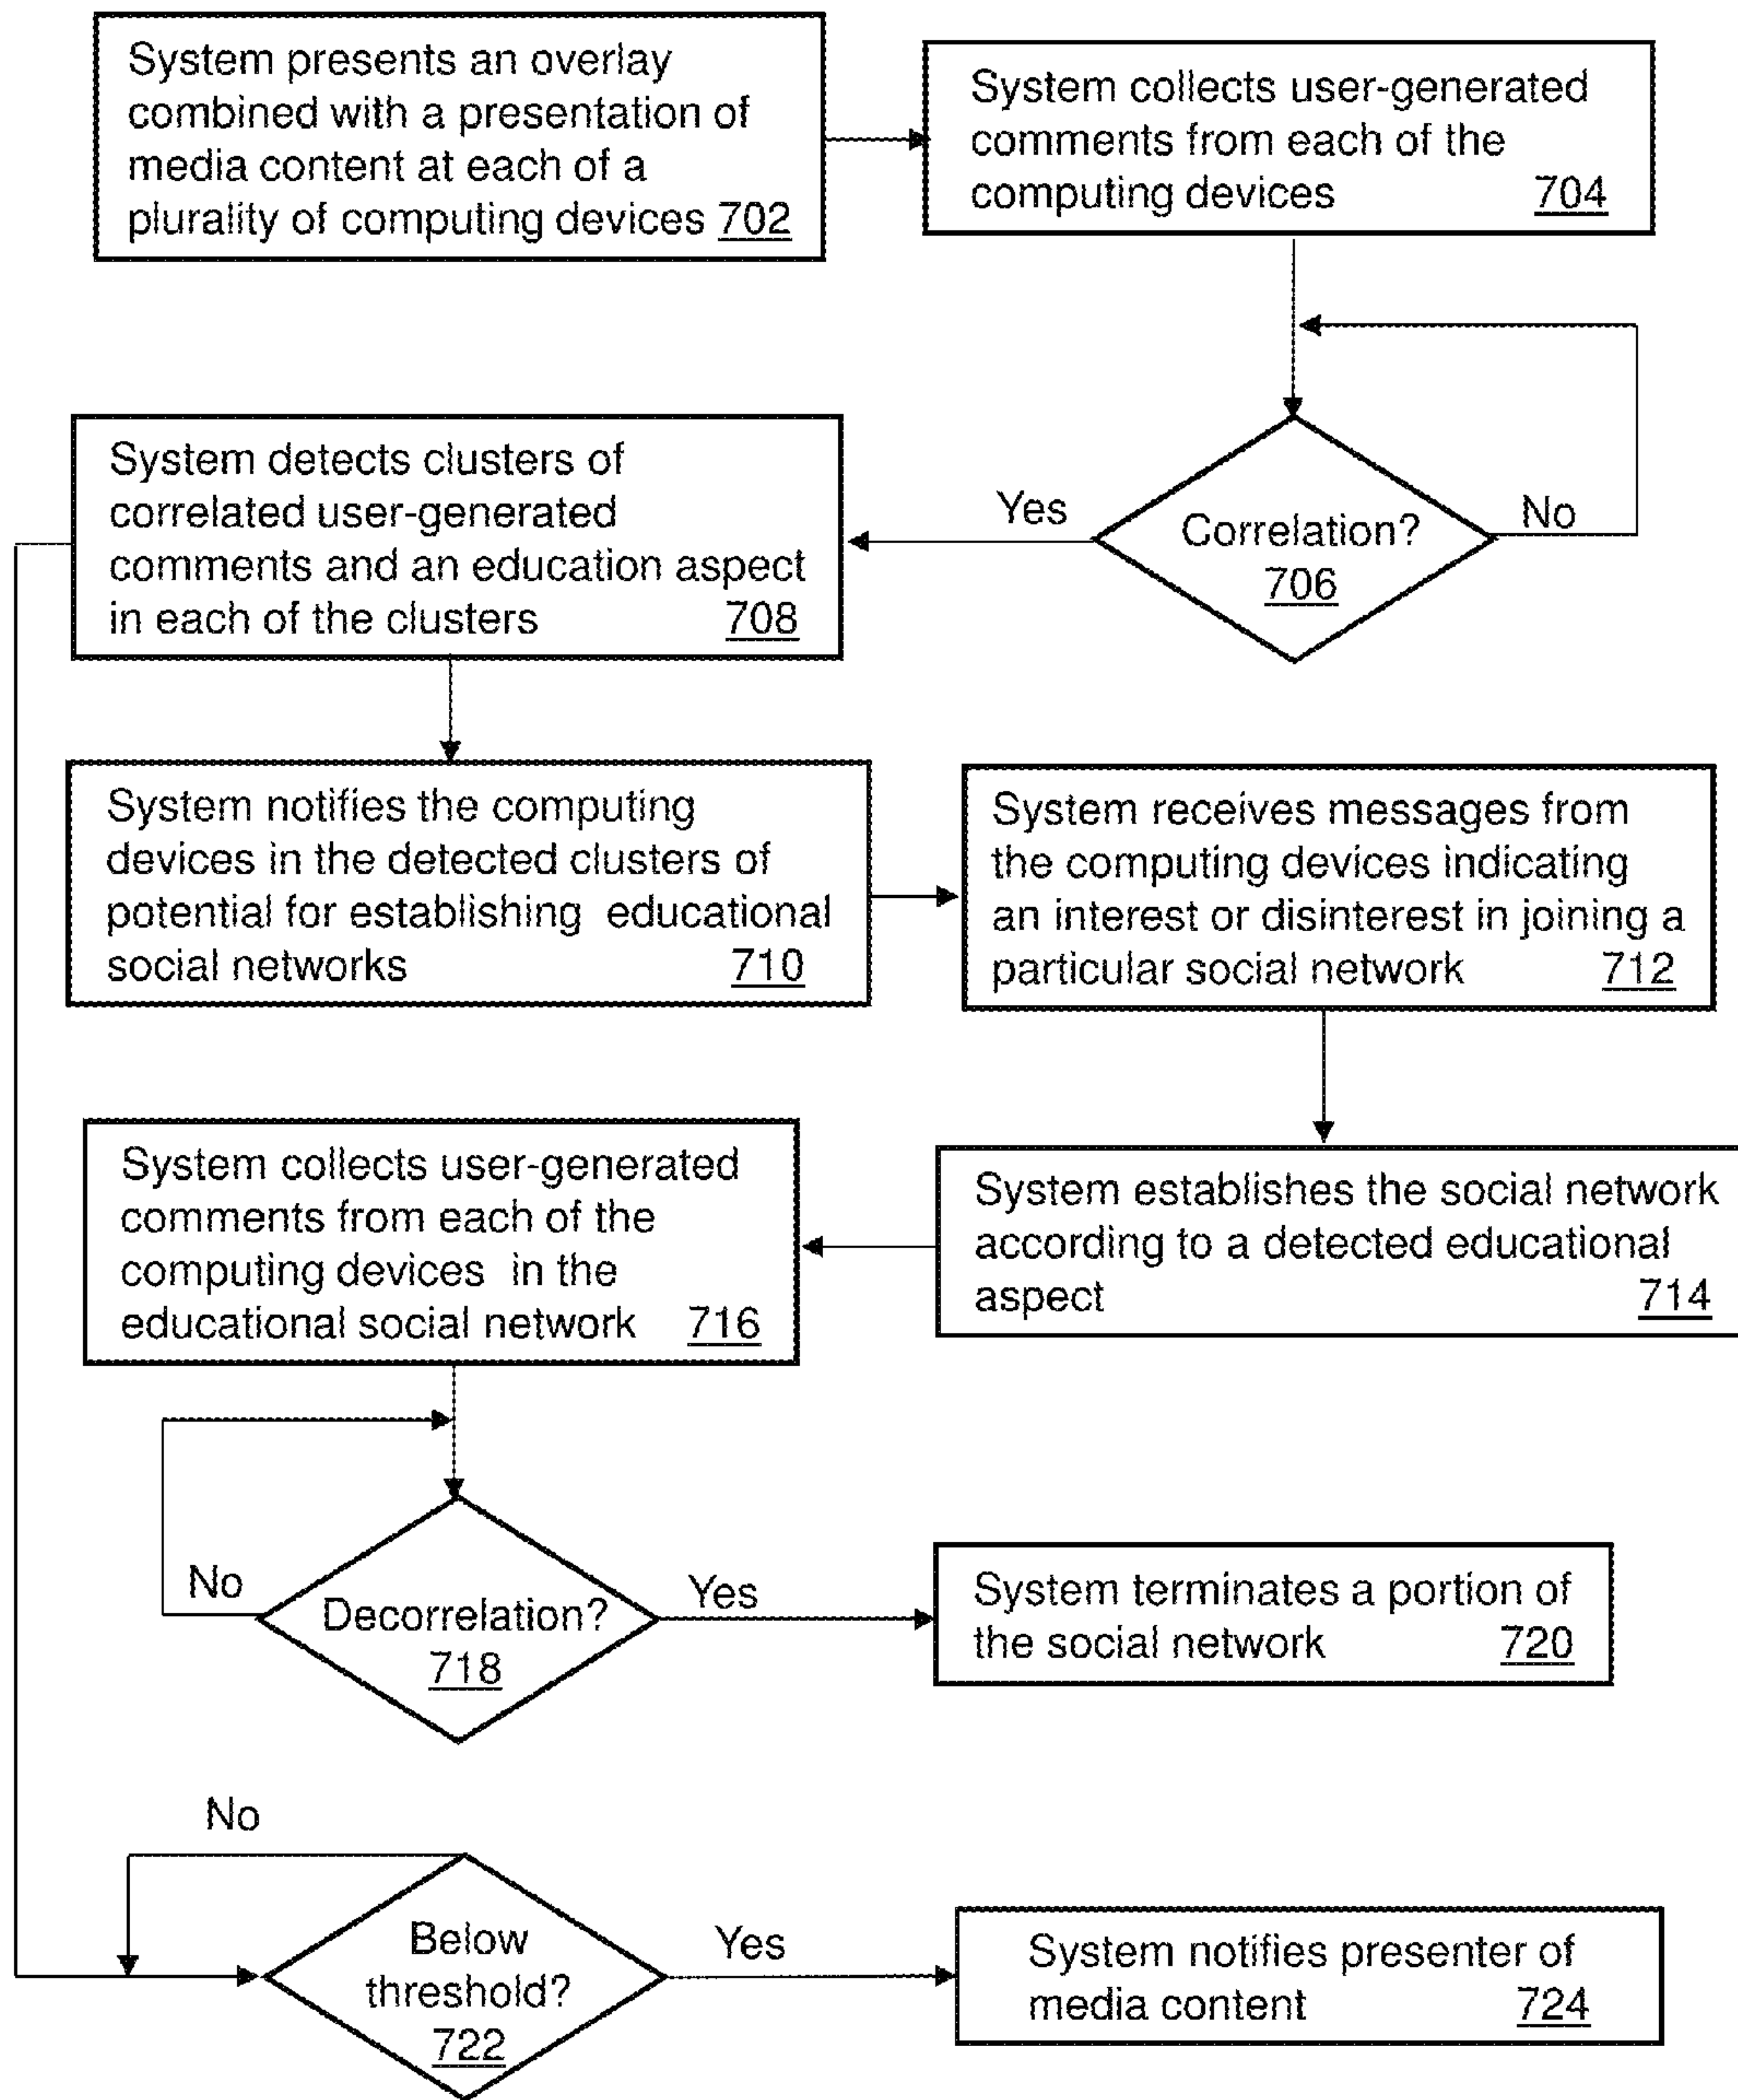 System presents an overlay
combined with a presentation of
media content at each of a
plurality of computing devices 702
System collects user-generated
comments from each of the
computing devices 704
Correlation?
706
Yes
No
System detects clusters of
correlated user-generated
comments and an education aspect
in each of the clusters 708
System notifies the computing
devices in the detected clusters of
potential for establishing educational
social networks 710
System receives messages from
the computing devices indicating
an interest or disinterest in joining a
particular social network 712
System establishes the social network
according to a detected educational
aspect 714
System collects user-generated
comments from each of the
computing devices in the
educational social network 716
Decorrelation?
718
No
Yes
System terminates a portion of
the social network 720
No
Below
threshold?
722
Yes
System notifies presenter of
media content 724